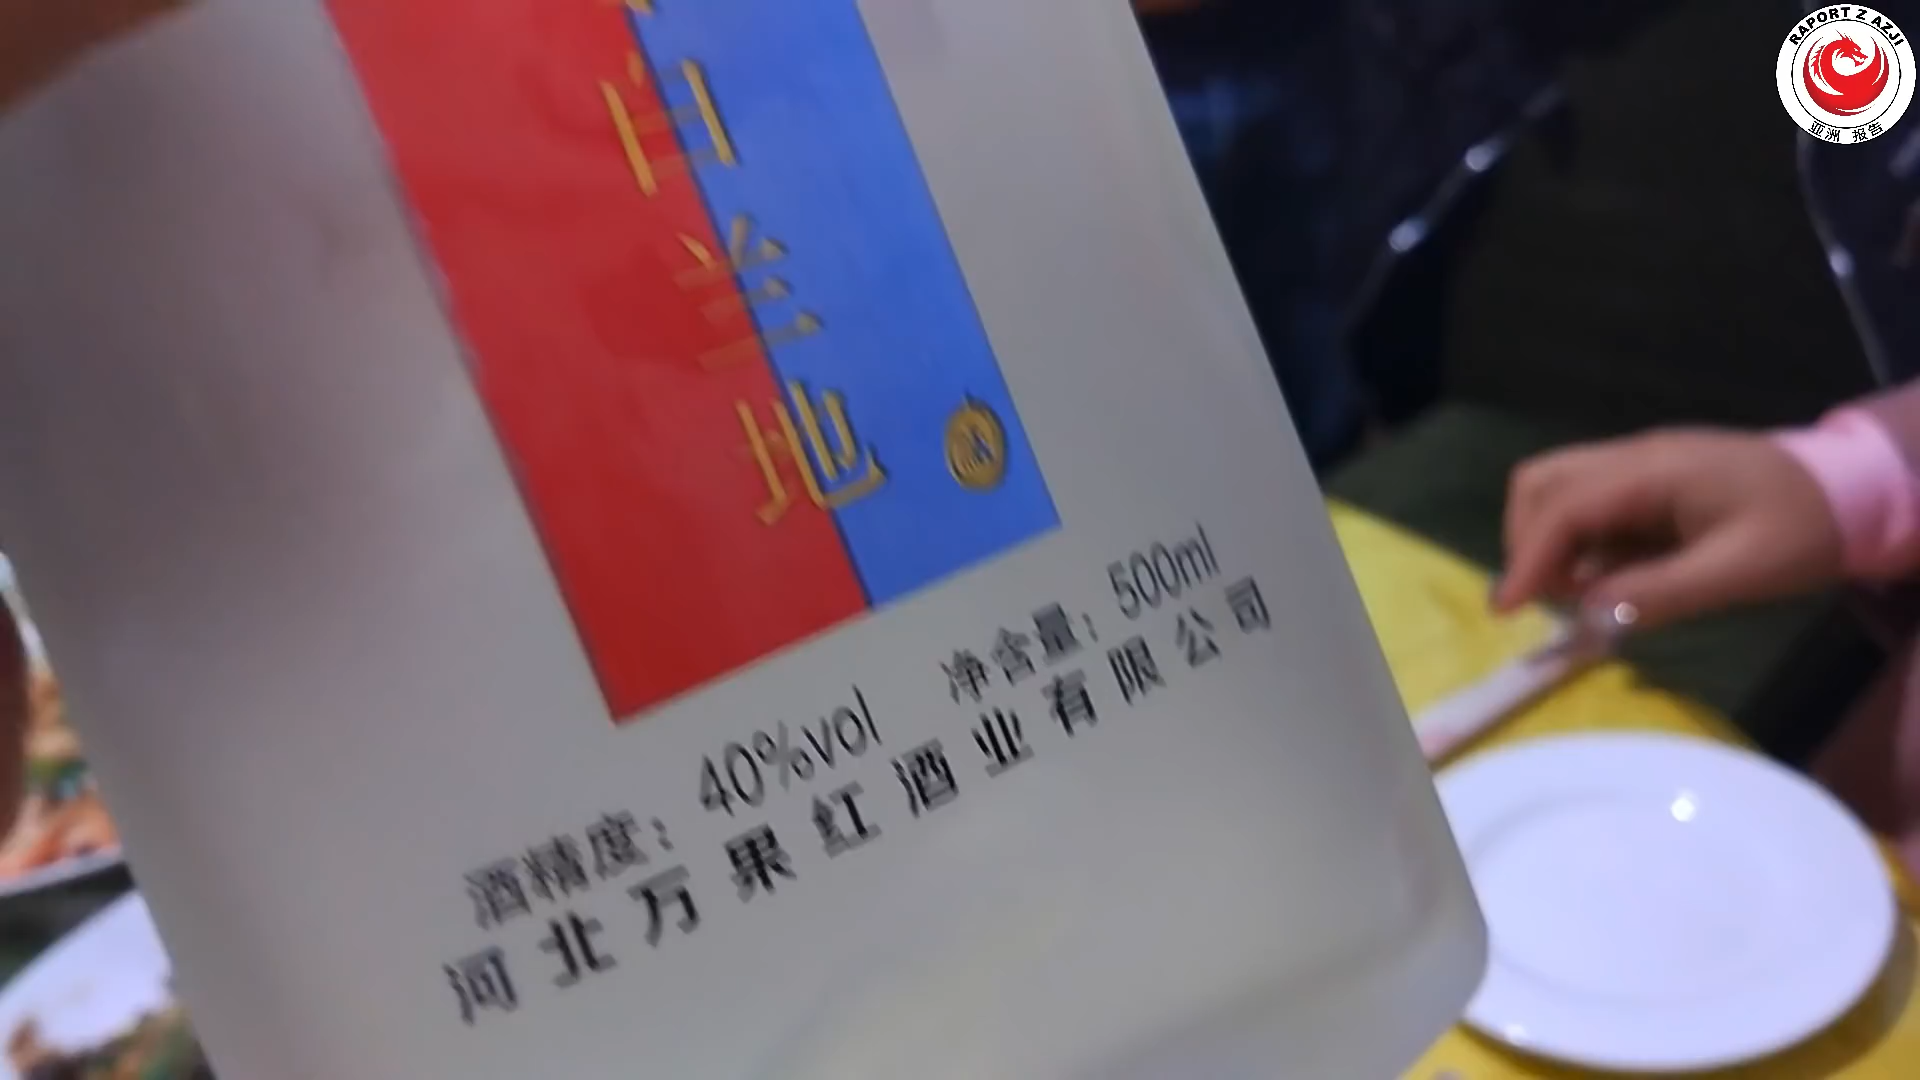 RAPORT Z AZJI
亚洲 报告
兰
地
酒精度： 40%vol 净含量： 500ml
河北万果红酒业有限公司